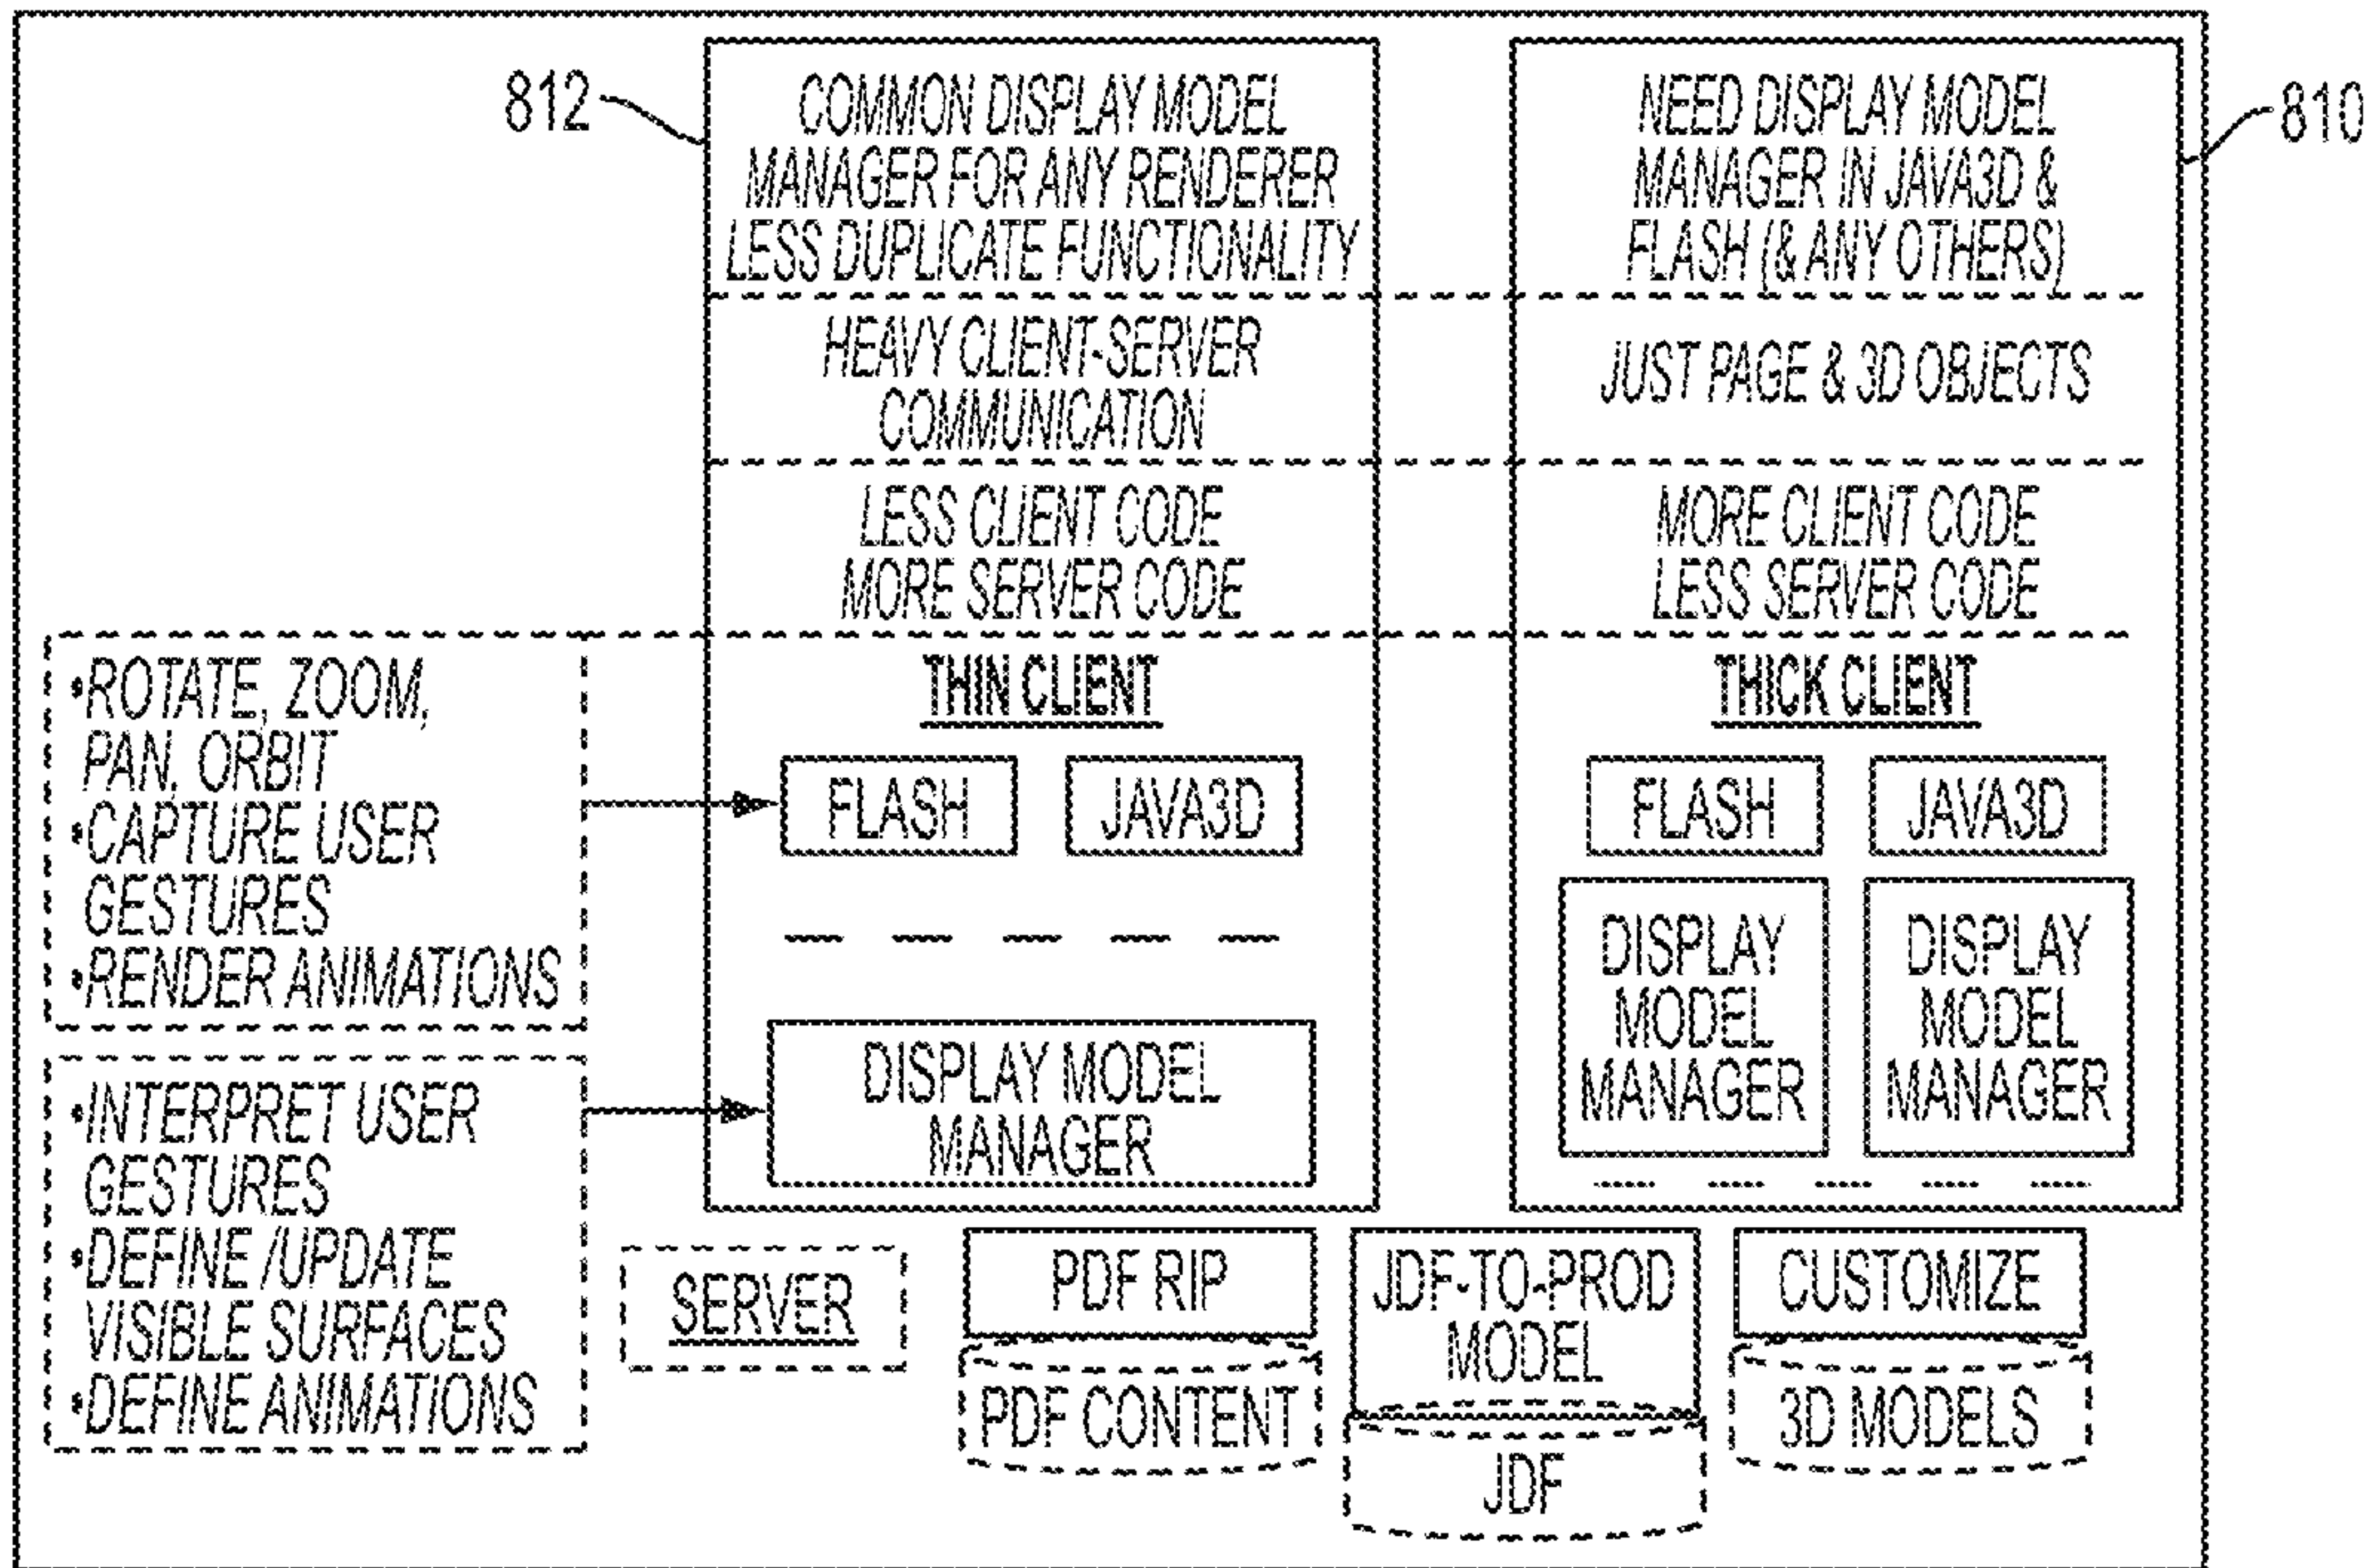 812
COMMON DISPLAY MODEL
MANAGER FOR ANY RENDERER
LESS DUPLICATE FUNCTIONALITY
NEED DISPLAY MODEL
MANAGER IN JAVA3D &
FLASH (& ANY OTHERS)
810
HEAVY CLIENT-SERVER
COMMUNICATION
JUST PAGE & 3D OBJECTS
LESS CLIENT CODE
MORE SERVER CODE
MORE CLIENT CODE
LESS SERVER CODE
•ROTATE, ZOOM,
PAN, ORBIT
•CAPTURE USER
GESTURES
•RENDER ANIMATIONS
THIN CLIENT
FLASH
JAVA3D
THICK CLIENT
FLASH
JAVA3D
DISPLAY
MODEL
MANAGER
DISPLAY
MODEL
MANAGER
•INTERPRET USER
GESTURES
•DEFINE /UPDATE
VISIBLE SURFACES
•DEFINE ANIMATIONS
DISPLAY MODEL
MANAGER
SERVER
PDF RIP
PDF CONTENT
JDF-TO-PROD
MODEL
JDF
CUSTOMIZE
3D MODELS